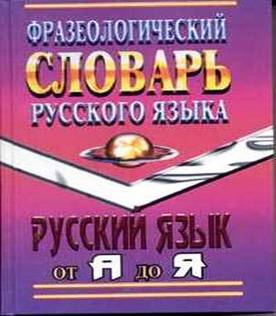 ФРАЗЕОЛОГИЧЕСКИЙ
СЛОВАРЬ
РУССКОГО ЯЗЫКА
РУССКИЙ ЯЗЫК
ОТ А ДО Я